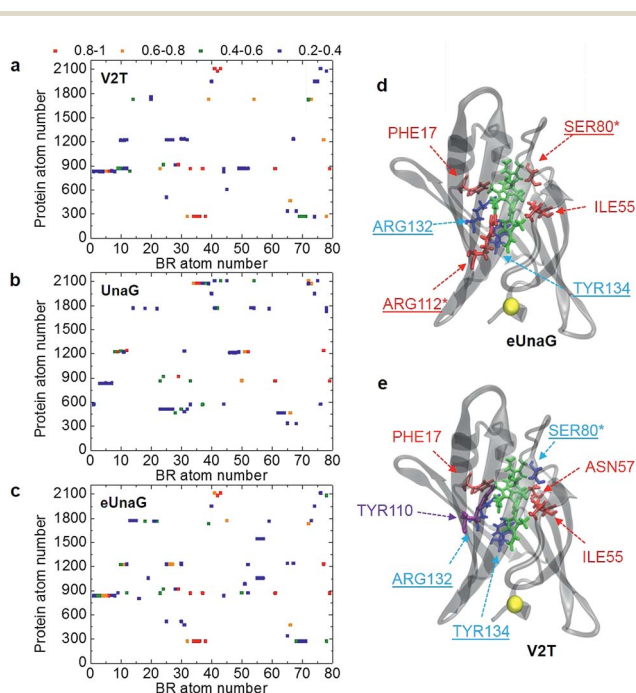 0.8-1 0.6-0.8 0.4-0.6 0.2-0.4
a
V2T
Protein atom number
2100
1800
1500
1200
900
600
300
0
0 10 20 30 40 50 60 70 80
BR atom number
b
UnaG
Protein atom number
2100
1800
1500
1200
900
600
300
0
0 10 20 30 40 50 60 70 80
BR atom number
c
eUnaG
Protein atom number
2100
1800
1500
1200
900
600
300
0
0 10 20 30 40 50 60 70 80
BR atom number
d
PHE17
SER80*
ILE55
ARG132
TYR134
ARG112*
eUnaG
e
PHE17
SER80*
ASN57
TYR110
ILE55
ARG132
TYR134
V2T